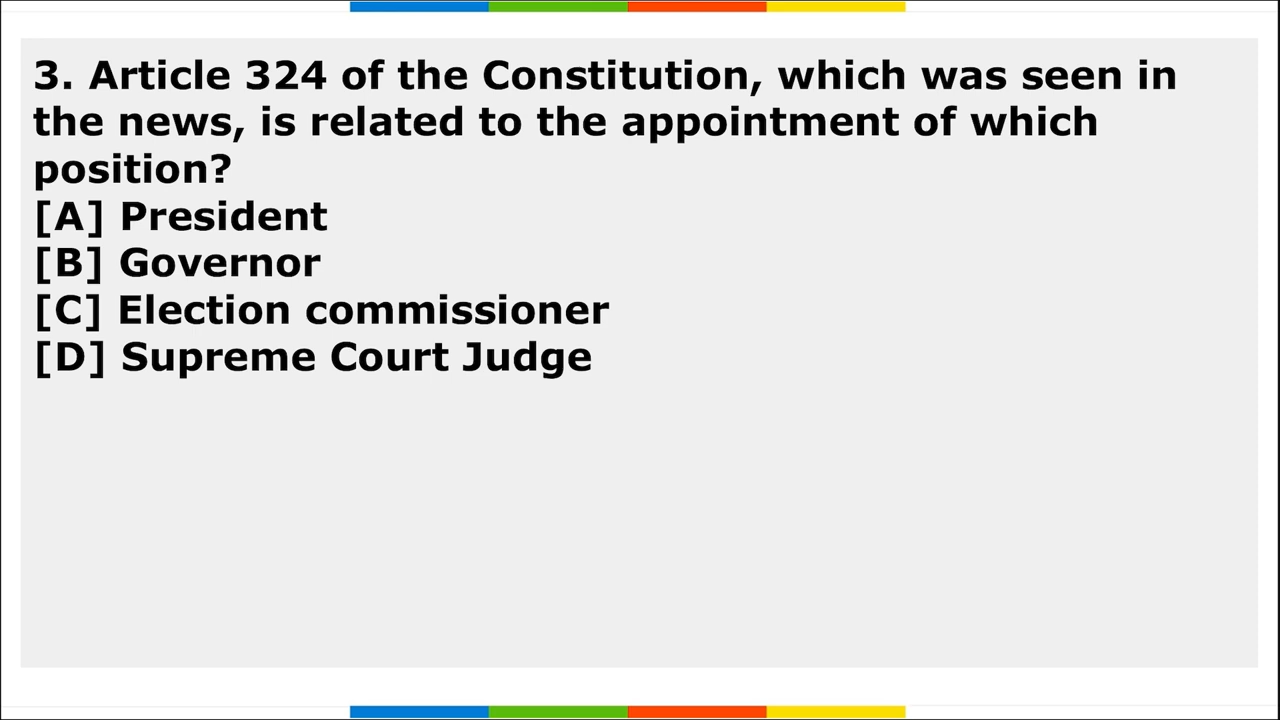 3. Article 324 of the Constitution, which was seen in
the news, is related to the appointment of which
position?
[A] President
[B] Governor
[C] Election commissioner
[D] Supreme Court Judge